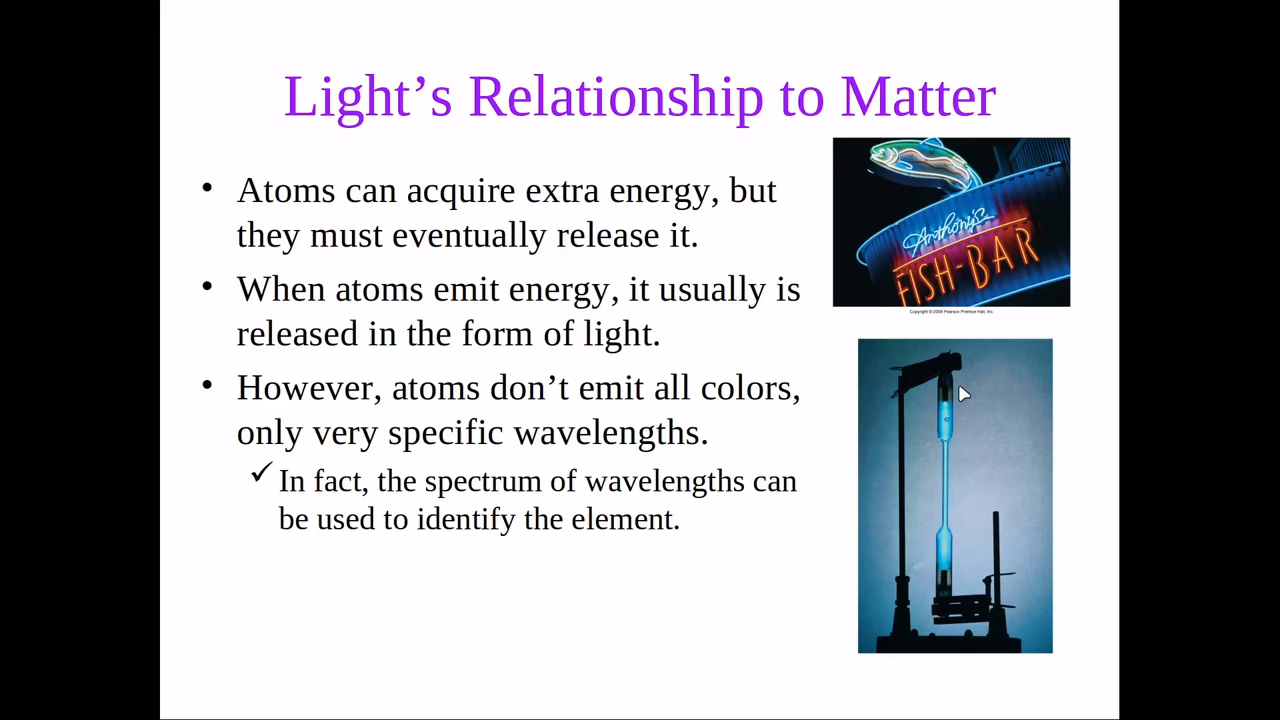 Light’s Relationship to Matter
• Atoms can acquire extra energy, but
they must eventually release it.
• When atoms emit energy, it usually is
released in the form of light.
• However, atoms don’t emit all colors,
only very specific wavelengths.
✓ In fact, the spectrum of wavelengths can
be used to identify the element.
Anthony's
FISH-BAR
Copyright © 2009 Pearson Prentice Hall, Inc.